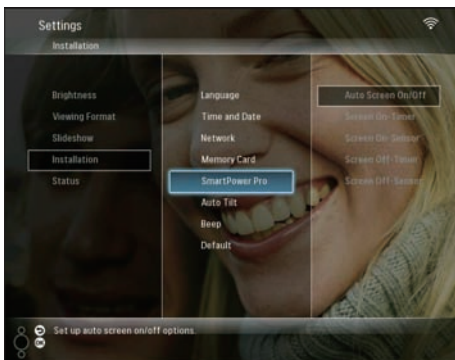 Settings
Installation
Brightness
Viewing Format
Slideshow
Installation
Status
Language
Time and Date
Network
Memory Card
SmartPower Pro
Auto Tilt
Beep
Default
Auto Screen On/Off
Screen On-Timer
Screen On-Sensor
Screen Off-Timer
Screen Off-Sensor
OK
Set up auto screen on/off options.